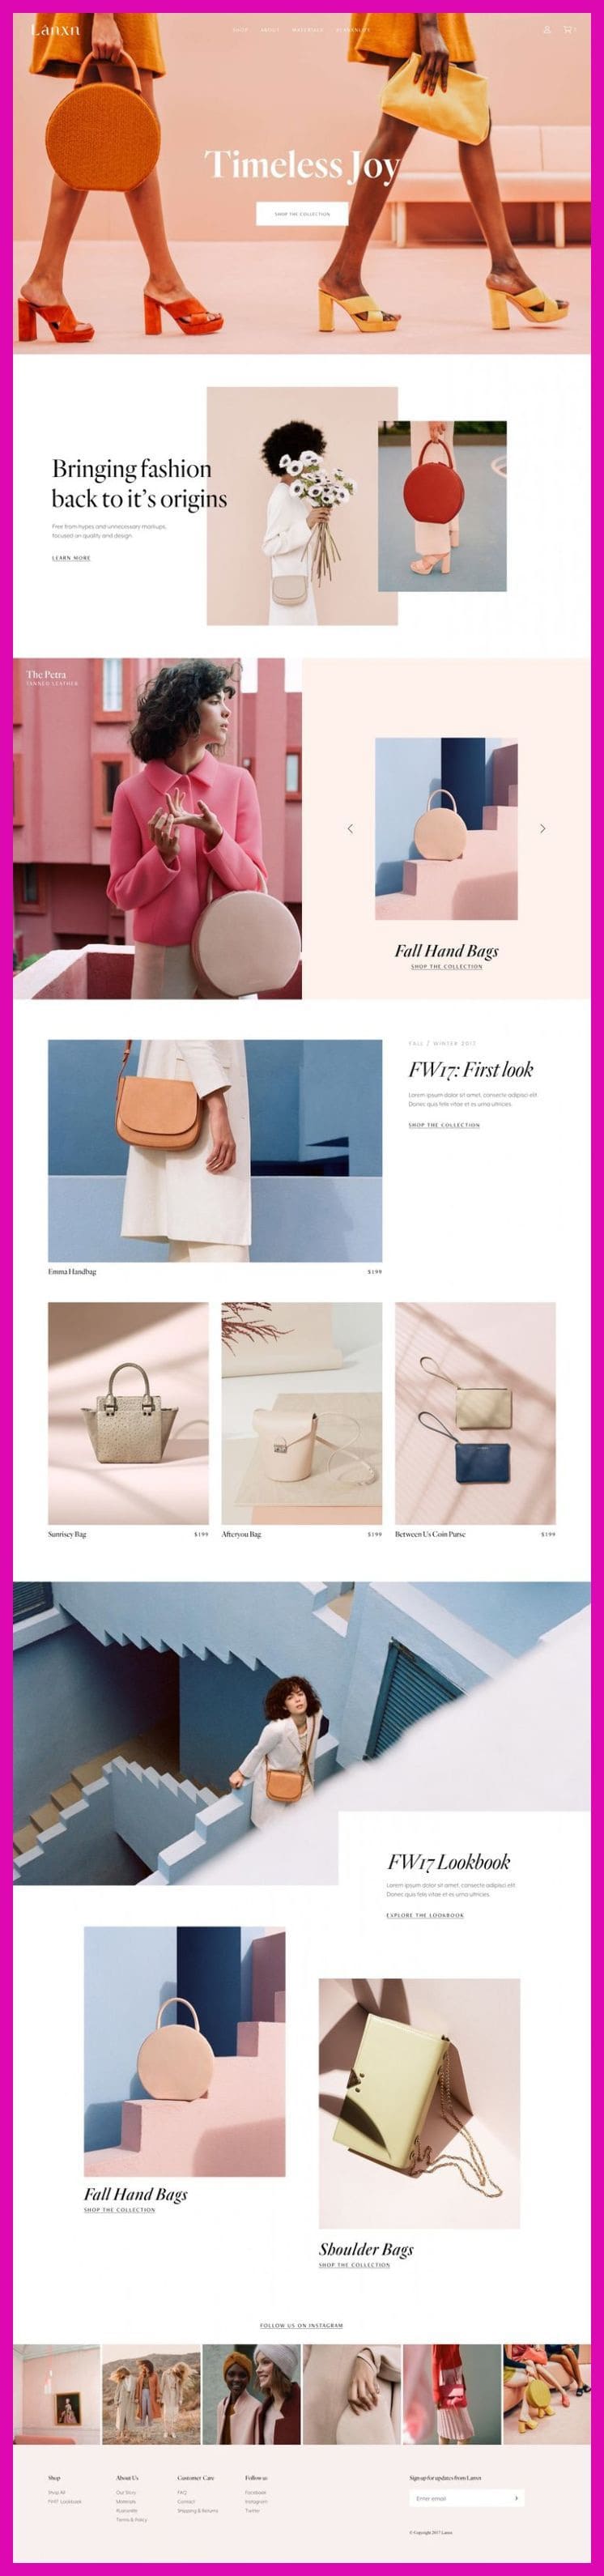 Lànxn
SHOP ABOUT MATERIALS
Timeless Joy
SHOP THE COLLECTION
Bringing fashion
back to it's origins
Free from hypes and unnecessary markups,
focused on quality and design.
LEARN MORE
The Petra
TANNED LEATHER
Fall Hand Bags
SHOP THE COLLECTION
FALL / WINTER 2017
FW17: First look
Lorem ipsum dolor sit amet, consecte adipisci elit
Donec quis felis vitae et es urna ultricies.
SHOP THE COLLECTION
Emma Handbag $199
Sunrisey Bag $199
Afteryou Bag $199
Between Us Coin Purse $199
FW17 Lookbook
Lorem ipsum dolor sit amet, consecte adipisci elit
Donec quis felis vitae et es urna ultricies.
EXPLORE THE LOOKBOOK
Fall Hand Bags
SHOP THE COLLECTION
Shoulder Bags
SHOP THE COLLECTION
FOLLOW US ON INSTAGRAM
Shop
Shop All
FW17 Lookbook
About Us
Our Story
Materials
Guarantee
Terms & Policy
Customer Care
FAQ
Contact
Shipping & Returns
Follow us
Facebook
Instagram
Twitter
Sign up for updates from Lanxn
Enter email
© Copyright 2017 Lanxn